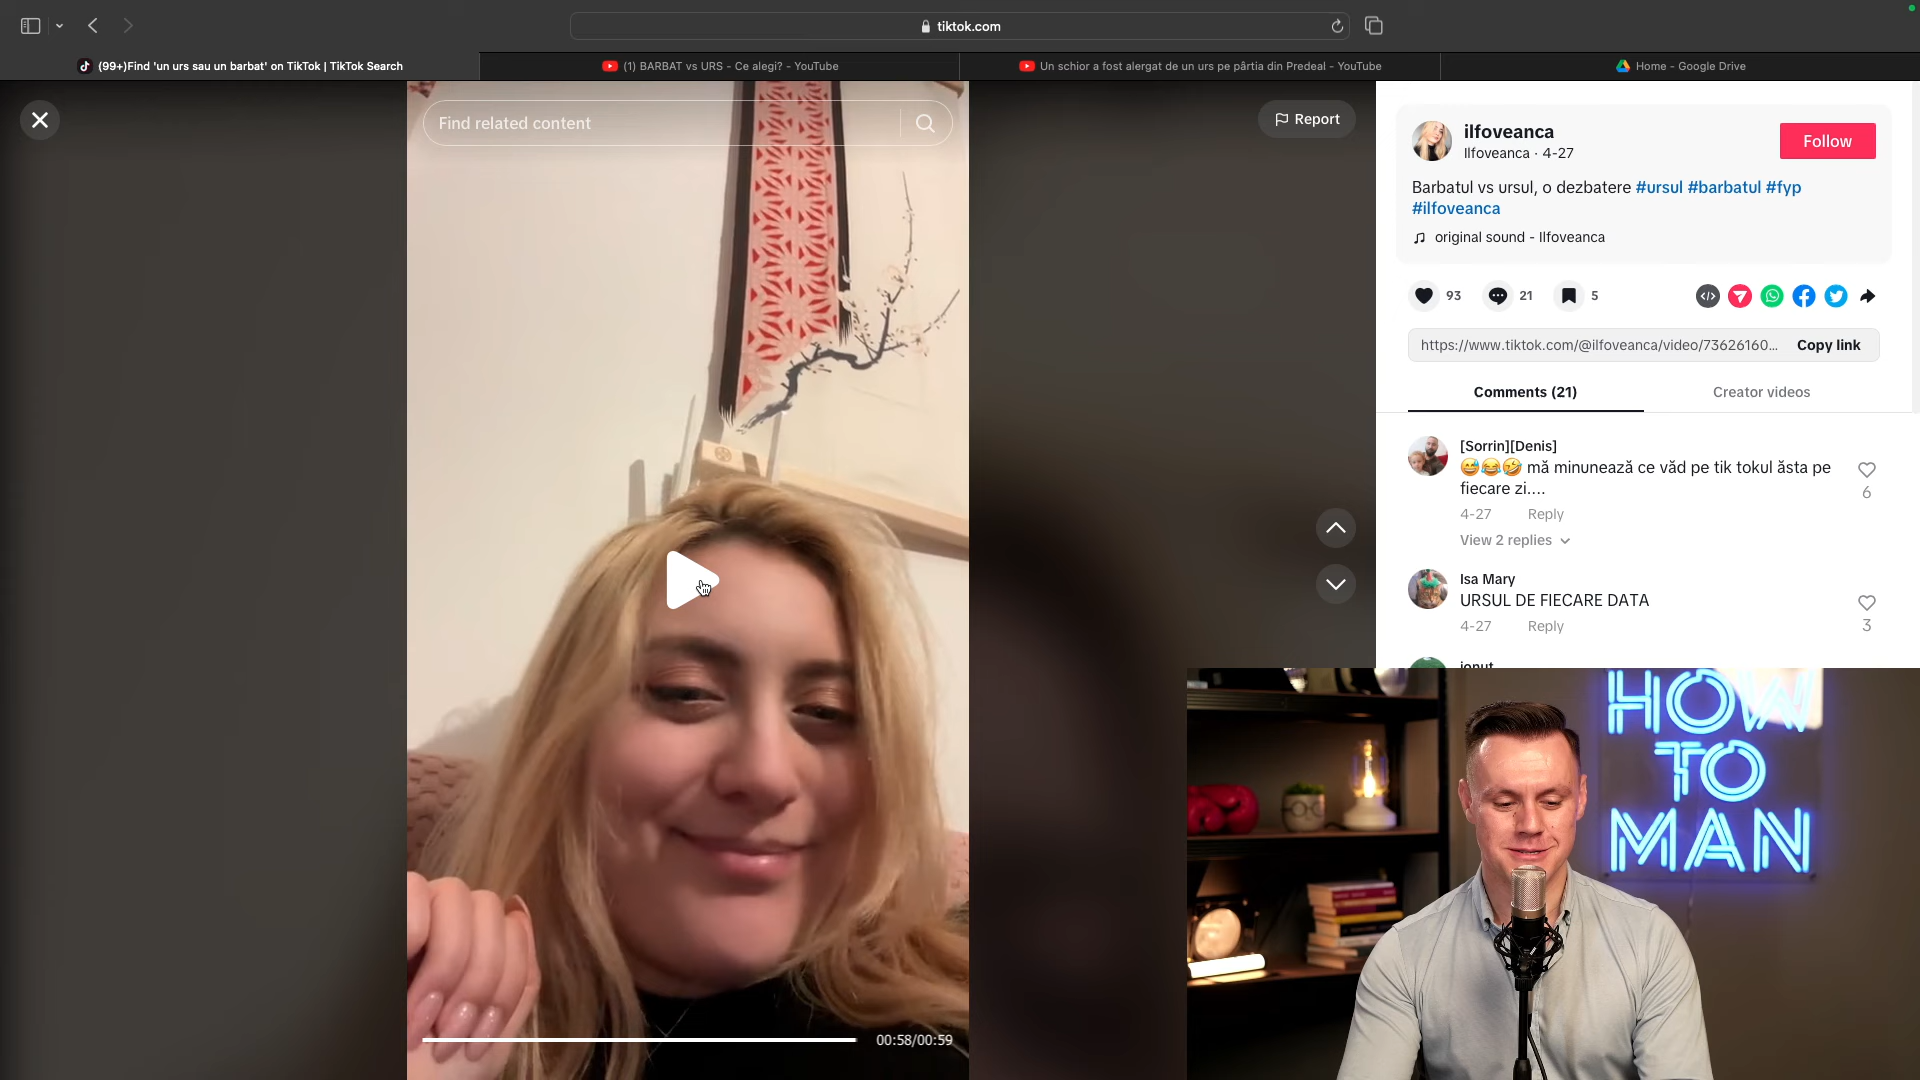 tiktok.com
(99+)Find 'un urs sau un barbat' on TikTok | TikTok Search
(1) BARBAT vs URS - Ce alegi? - YouTube
Un schior a fost alergat de un urs pe pârtia din Predeal - YouTube
Home - Google Drive
Find related content
Report
ilfoveanca
Ilfoveanca · 4-27
Follow
Barbatul vs ursul, o dezbatere #ursul #barbatul #fyp
#ilfoveanca
original sound - Ilfoveanca
93
21
5
https://www.tiktok.com/@ilfoveanca/video/73626160...
Copy link
Comments (21)
Creator videos
[Sorrin][Denis]
😅😂🤣 mă minunează ce văd pe tik tokul ăsta pe
fiecare zi....
6
4-27 Reply
View 2 replies
Isa Mary
URSUL DE FIECARE DATA
3
4-27 Reply
ionut
00:58/00:59
HOW
TO
MAN